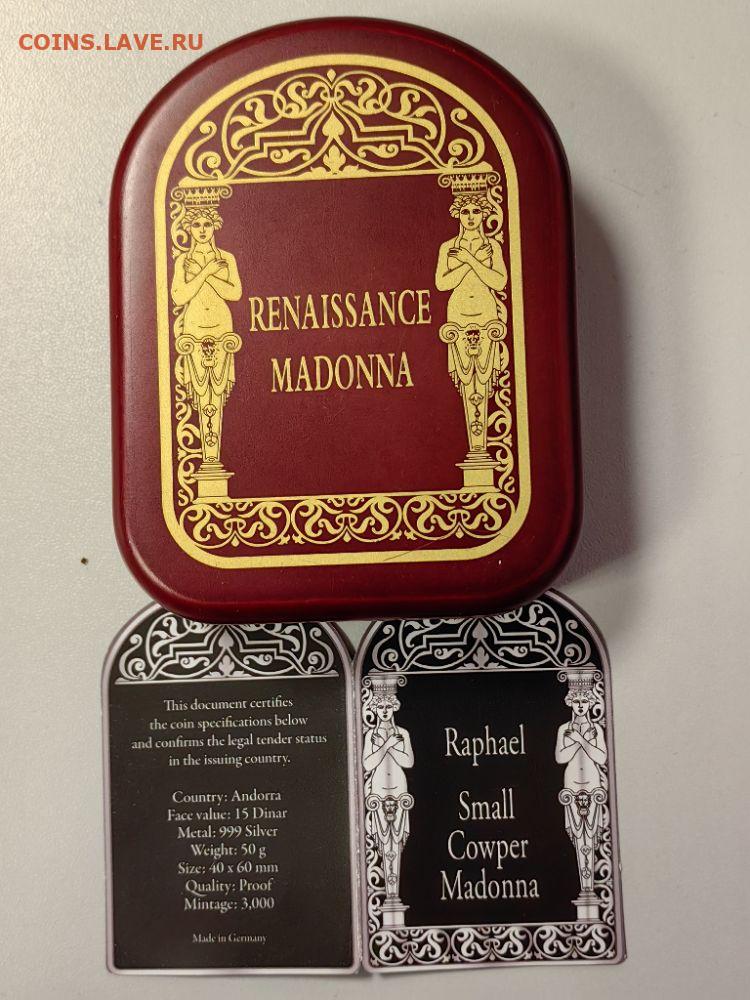 COINS.LAVE.RU
RENAISSANCE
MADONNA
This document certifies
the coin specifications below
and confirms the legal tender status
in the issuing country.
Country: Andorra
Face value: 15 Dinar
Metal: 999 Silver
Weight: 50 g
Size: 40 x 60 mm
Quality: Proof
Mintage: 3,000
Made in Germany
Raphael
Small
Cowper
Madonna